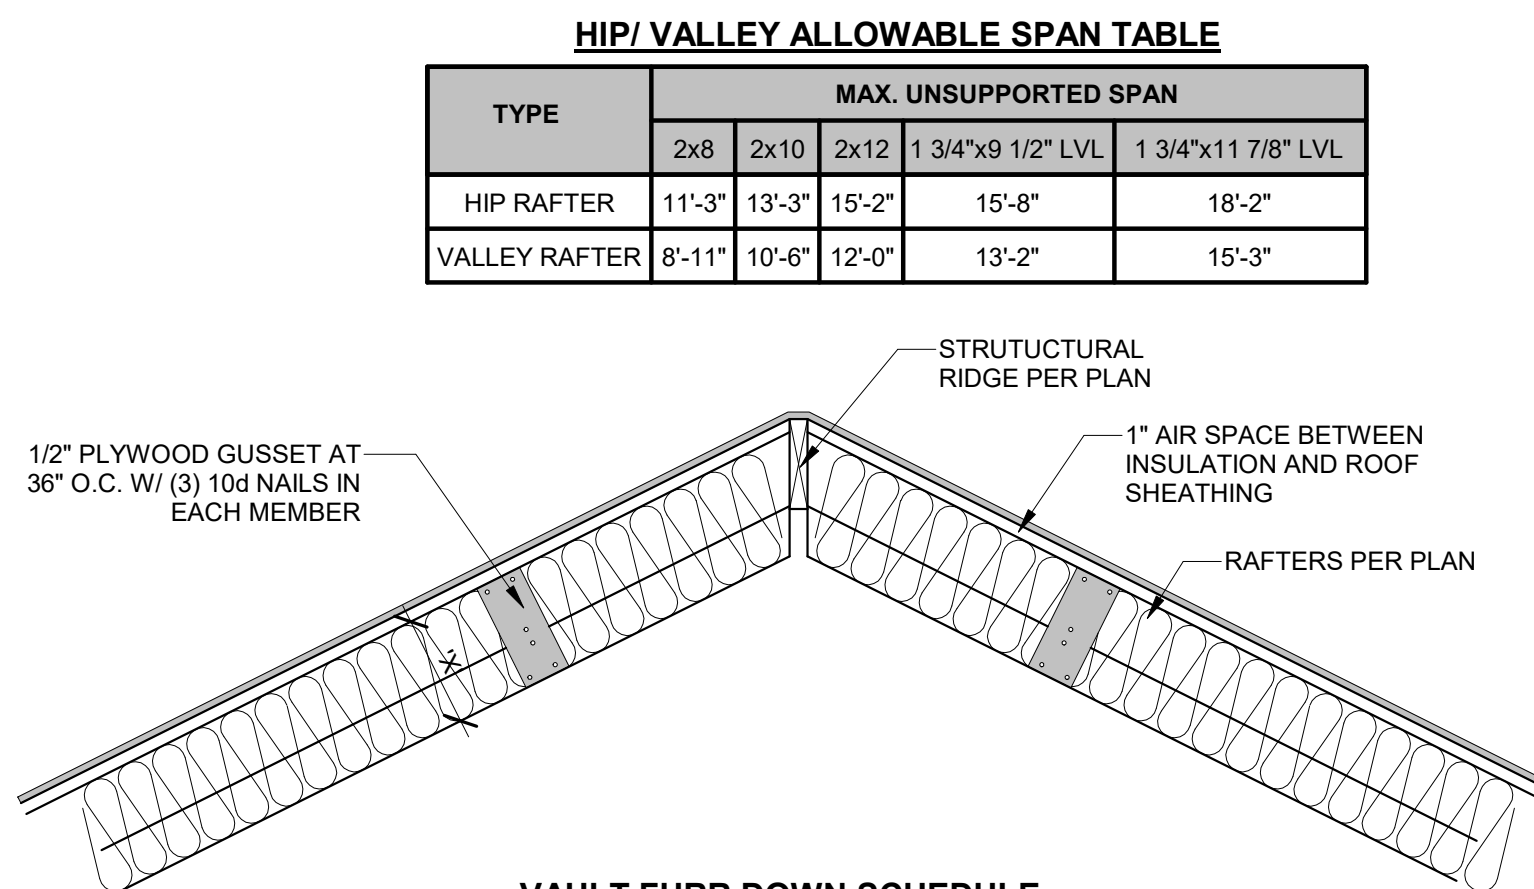 HIP/ VALLEY ALLOWABLE SPAN TABLE
TYPE MAX. UNSUPPORTED SPAN
2x8 2x10 2x12 1 3/4"x9 1/2" LVL 1 3/4"x11 7/8" LVL
HIP RAFTER 11'-3" 13'-3" 15'-2" 15'-8" 18'-2"
VALLEY RAFTER 8'-11" 10'-6" 12'-0" 13'-2" 15'-3"
STRUTUCTURAL
RIDGE PER PLAN
1/2" PLYWOOD GUSSET AT
36" O.C. W/ (3) 10d NAILS IN
EACH MEMBER
1" AIR SPACE BETWEEN
INSULATION AND ROOF
SHEATHING
RAFTERS PER PLAN
'X'
VAULT FURR DOWN SCHEDULE